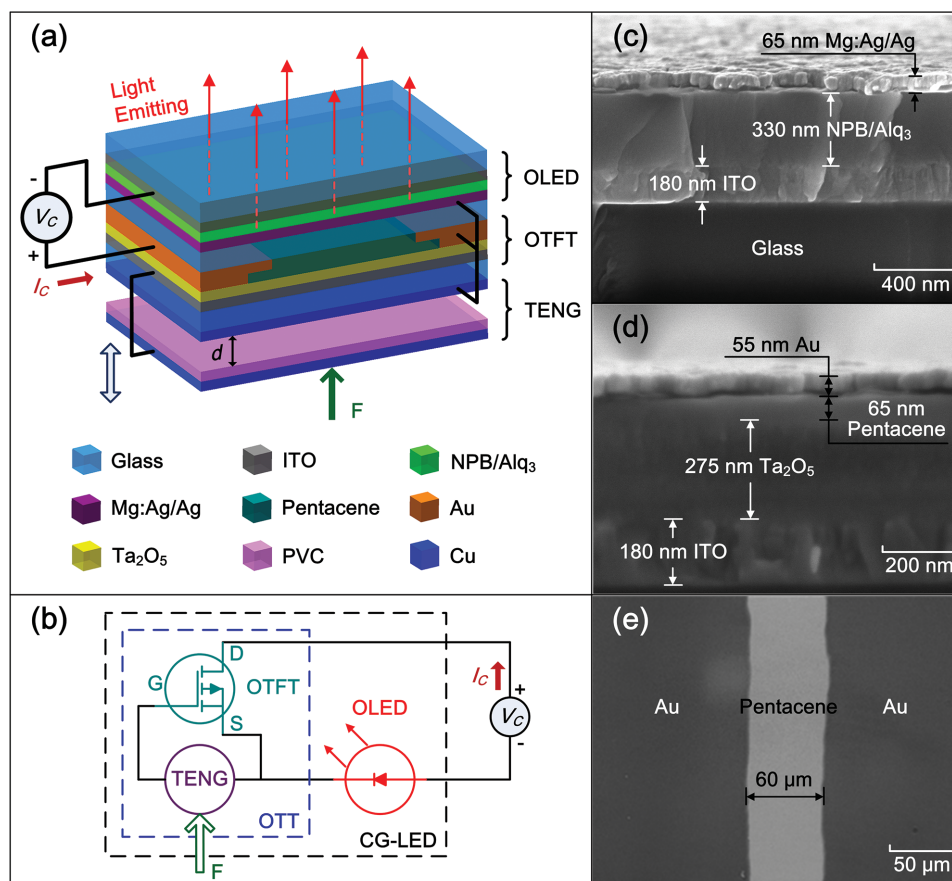 (a)
Light
Emitting
-
V_C
+
I_C
d
F
OLED
OTFT
TENG
Glass
ITO
NPB/Alq₃
Mg:Ag/Ag
Pentacene
Au
Ta₂O₅
PVC
Cu
(b)
D
G
OTFT
S
TENG
F
OTT
OLED
CG-LED
I_C
+
V_C
-
(c)
65 nm Mg:Ag/Ag
330 nm NPB/Alq₃
180 nm ITO
Glass
400 nm
(d)
55 nm Au
65 nm
Pentacene
275 nm Ta₂O₅
180 nm ITO
200 nm
(e)
Au
Pentacene
Au
60 µm
50 µm